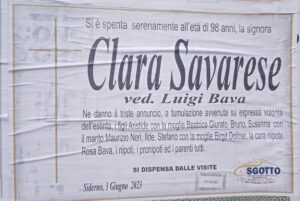 Si è spenta serenamente all'età di 98 anni, la signora
Clara Savarese
ved. Luigi Bava
Ne danno il triste annuncio, a tumulazione avvenuta su espressa volontà
dell'estinta, i figli Aristide con la moglie Beatrice Giurato, Bruno, Susanna con il
marito Maurizio Neri, Ilde, Stefano con la moglie Birgit Dofner, la cara nipote
Rosa Bava, i nipoti, i pronipoti ed i parenti tutti.
SI DISPENSA DALLE VISITE
Siderno, 3 Giugno 2023
SGOTTO